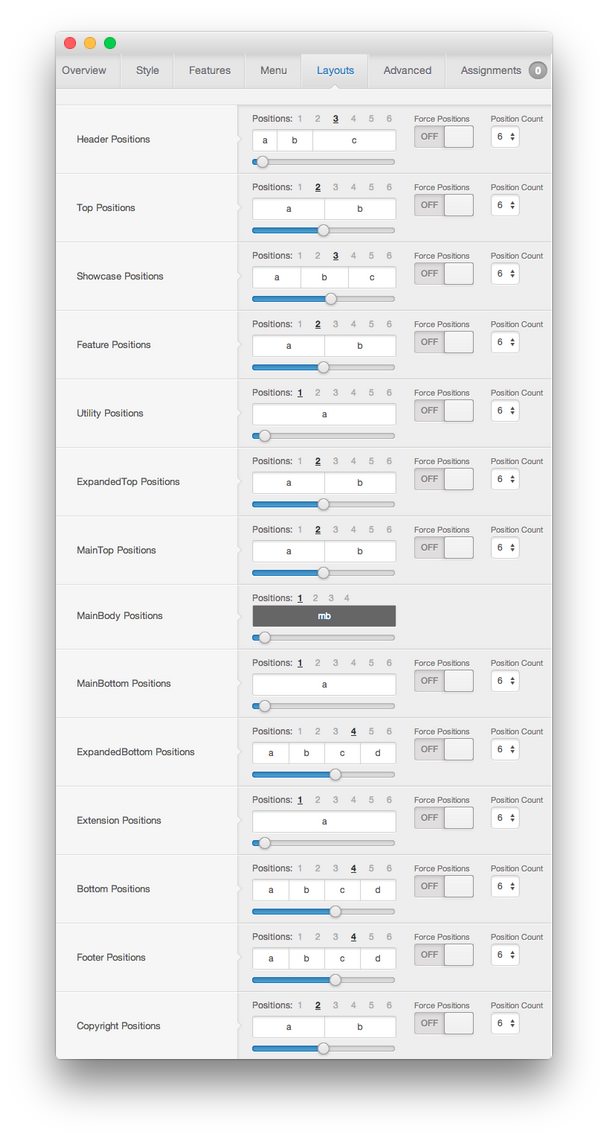 Overview Style Features Menu Layouts Advanced Assignments 0
Positions: 1 2 3 4 5 6 Force Positions Position Count
Header Positions a b c OFF 6
Positions: 1 2 3 4 5 6 Force Positions Position Count
Top Positions a b OFF 6
Positions: 1 2 3 4 5 6 Force Positions Position Count
Showcase Positions a b c OFF 6
Positions: 1 2 3 4 5 6 Force Positions Position Count
Feature Positions a b OFF 6
Positions: 1 2 3 4 5 6 Force Positions Position Count
Utility Positions a OFF 6
Positions: 1 2 3 4 5 6 Force Positions Position Count
ExpandedTop Positions a b OFF 6
Positions: 1 2 3 4 5 6 Force Positions Position Count
MainTop Positions a b OFF 6
Positions: 1 2 3 4
MainBody Positions mb
Positions: 1 2 3 4 5 6 Force Positions Position Count
MainBottom Positions a OFF 6
Positions: 1 2 3 4 5 6 Force Positions Position Count
ExpandedBottom Positions a b c d OFF 6
Positions: 1 2 3 4 5 6 Force Positions Position Count
Extension Positions a OFF 6
Positions: 1 2 3 4 5 6 Force Positions Position Count
Bottom Positions a b c d OFF 6
Positions: 1 2 3 4 5 6 Force Positions Position Count
Footer Positions a b c d OFF 6
Positions: 1 2 3 4 5 6 Force Positions Position Count
Copyright Positions a b OFF 6